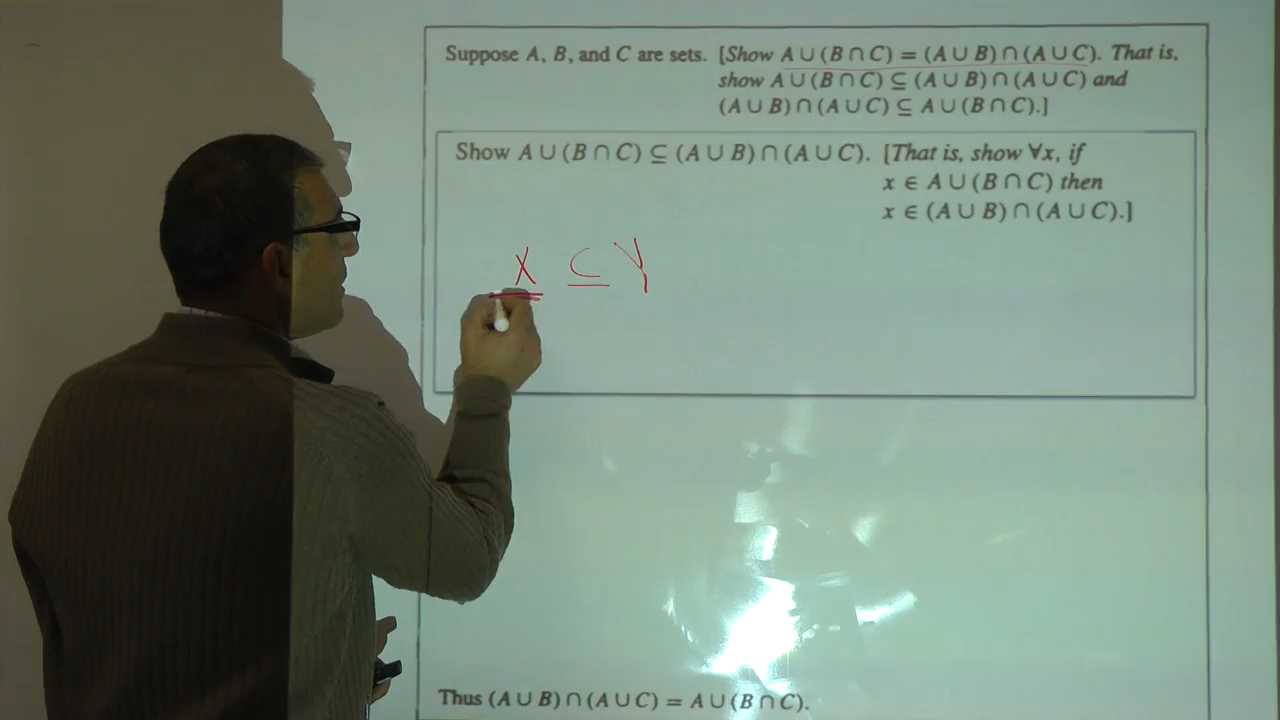 Suppose A, B, and C are sets. [Show A ∪ (B ∩ C) = (A ∪ B) ∩ (A ∪ C). That is,
show A ∪ (B ∩ C) ⊆ (A ∪ B) ∩ (A ∪ C) and
(A ∪ B) ∩ (A ∪ C) ⊆ A ∪ (B ∩ C).]
Show A ∪ (B ∩ C) ⊆ (A ∪ B) ∩ (A ∪ C). [That is, show ∀x, if
x ∈ A ∪ (B ∩ C) then
x ∈ (A ∪ B) ∩ (A ∪ C).]
X ⊆ Y
Thus (A ∪ B) ∩ (A ∪ C) = A ∪ (B ∩ C).